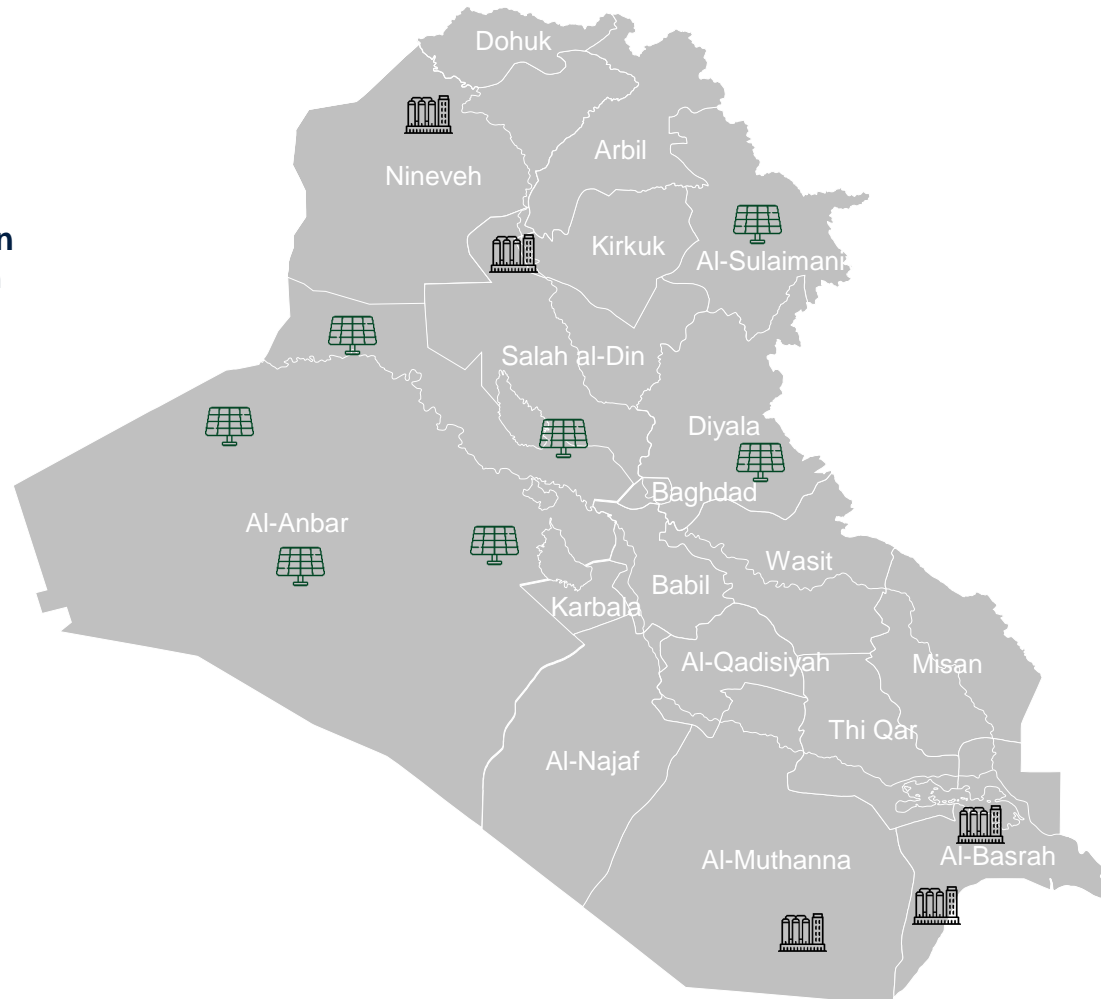 Dohuk
Arbil
Nineveh
Kirkuk
Al-Sulaimani
Salah al-Din
Diyala
Baghdad
Al-Anbar
Wasit
Babil
Karbala
Al-Qadisiyah
Misan
Thi Qar
Al-Najaf
Al-Basrah
Al-Muthanna